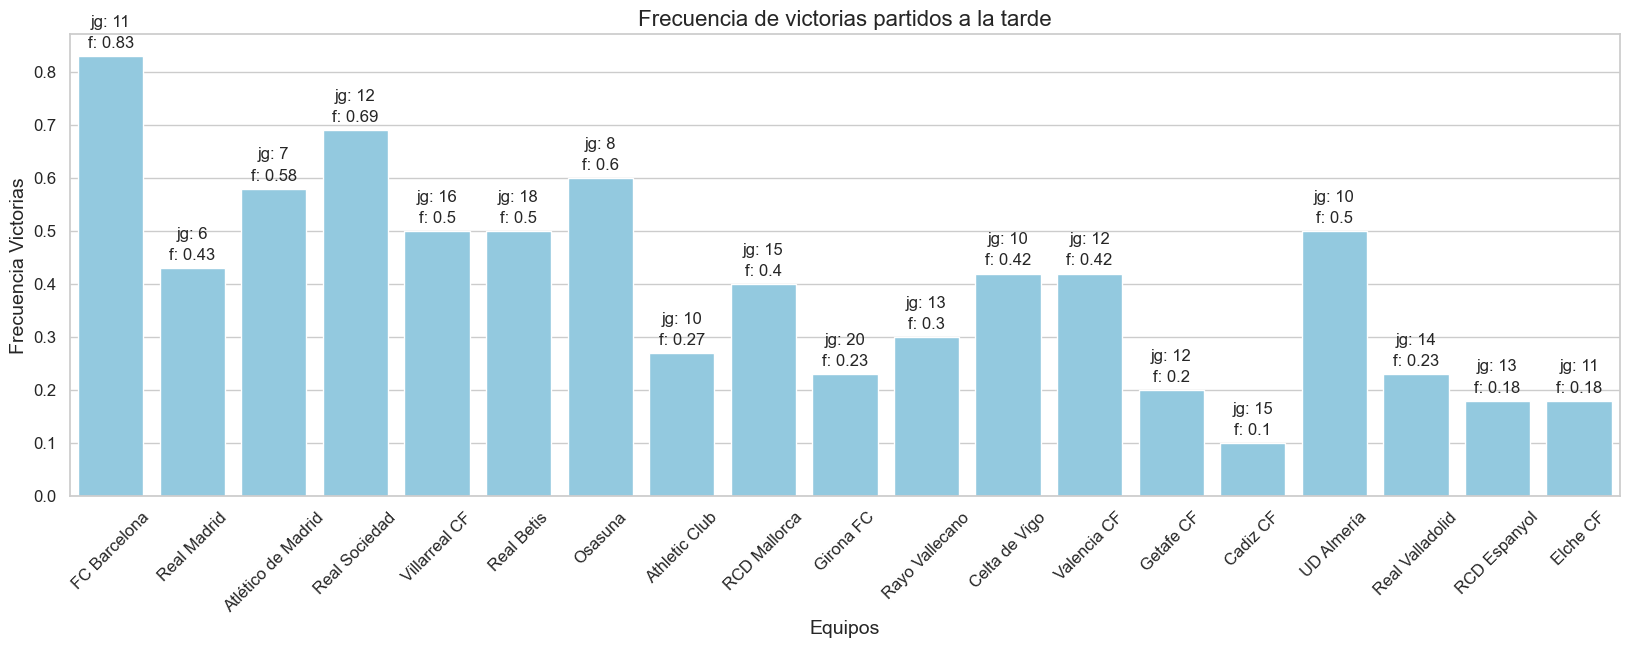 Frecuencia de victorias partidos a la tarde
Frecuencia Victorias
0.8
0.7
0.6
0.5
0.4
0.3
0.2
0.1
0.0
jg: 11
f: 0.83
jg: 6
f: 0.43
jg: 7
f: 0.58
jg: 12
f: 0.69
jg: 16
f: 0.5
jg: 18
f: 0.5
jg: 8
f: 0.6
jg: 10
f: 0.27
jg: 15
f: 0.4
jg: 20
f: 0.23
jg: 13
f: 0.3
jg: 10
f: 0.42
jg: 12
f: 0.42
jg: 12
f: 0.2
jg: 15
f: 0.1
jg: 10
f: 0.5
jg: 14
f: 0.23
jg: 13
f: 0.18
jg: 11
f: 0.18
FC Barcelona
Real Madrid
Atlético de Madrid
Real Sociedad
Villarreal CF
Real Betis
Osasuna
Athletic Club
RCD Mallorca
Girona FC
Rayo Vallecano
Celta de Vigo
Valencia CF
Getafe CF
Cadiz CF
UD Almería
Real Valladolid
RCD Espanyol
Elche CF
Equipos